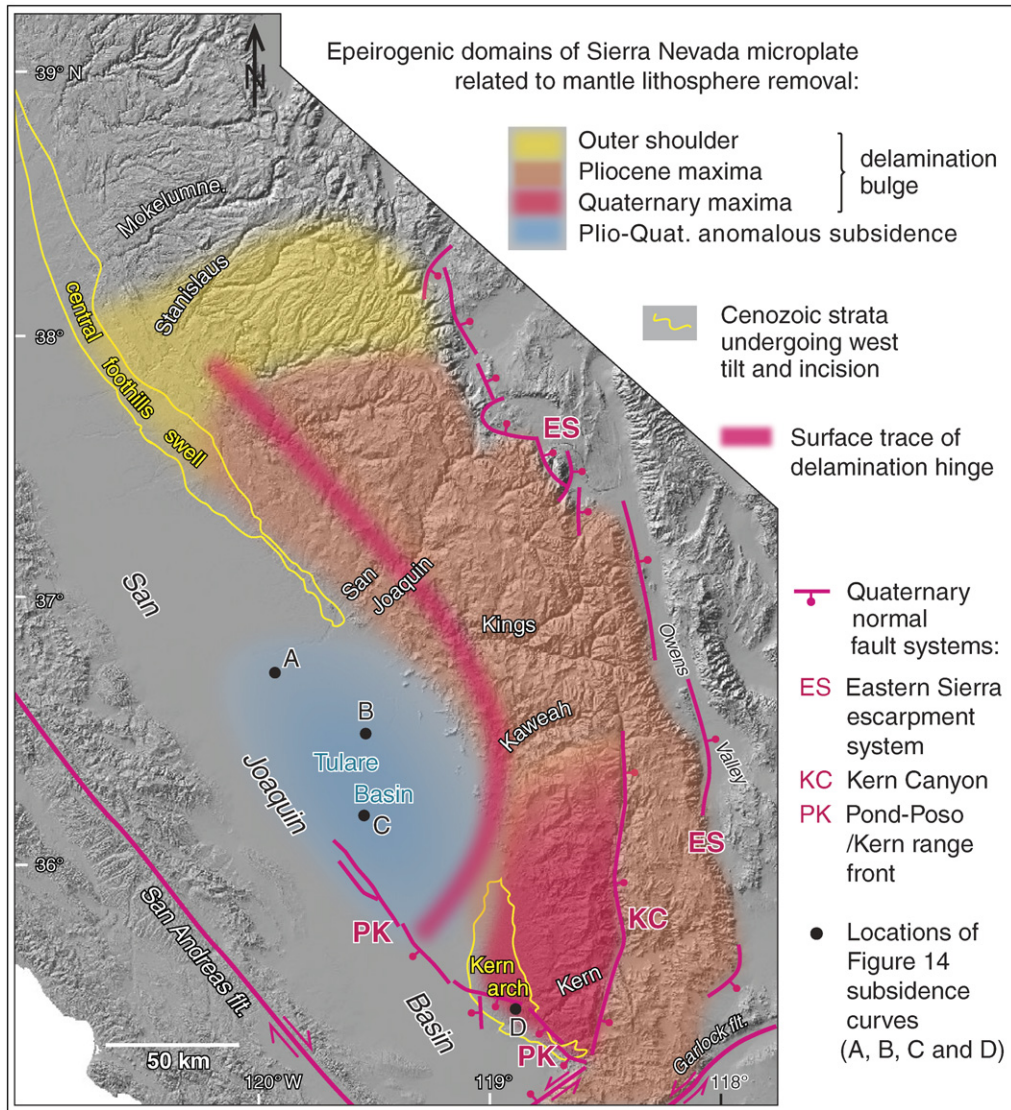 Epeirogenic domains of Sierra Nevada microplate
related to mantle lithosphere removal:
Outer shoulder
Pliocene maxima
Quaternary maxima
delamination
bulge
Plio-Quat. anomalous subsidence
Cenozoic strata
undergoing west
tilt and incision
Surface trace of
delamination hinge
Quaternary
normal
fault systems:
ES Eastern Sierra
escarpment
system
KC Kern Canyon
PK Pond-Poso
/Kern range
front
Locations of
Figure 14
subsidence
curves
(A, B, C and D)
N
39° N
38°
37°
36°
120° W
119°
118°
Mokelumne.
Stanislaus
central foothills swell
San
Joaquin
Kings
Kaweah
Kern
ES
Owens
Valley
ES
KC
San
Joaquin
Basin
A
B
Tulare
Basin
C
PK
Kern
arch
D
PK
San Andreas flt.
Garlock flt.
50 km